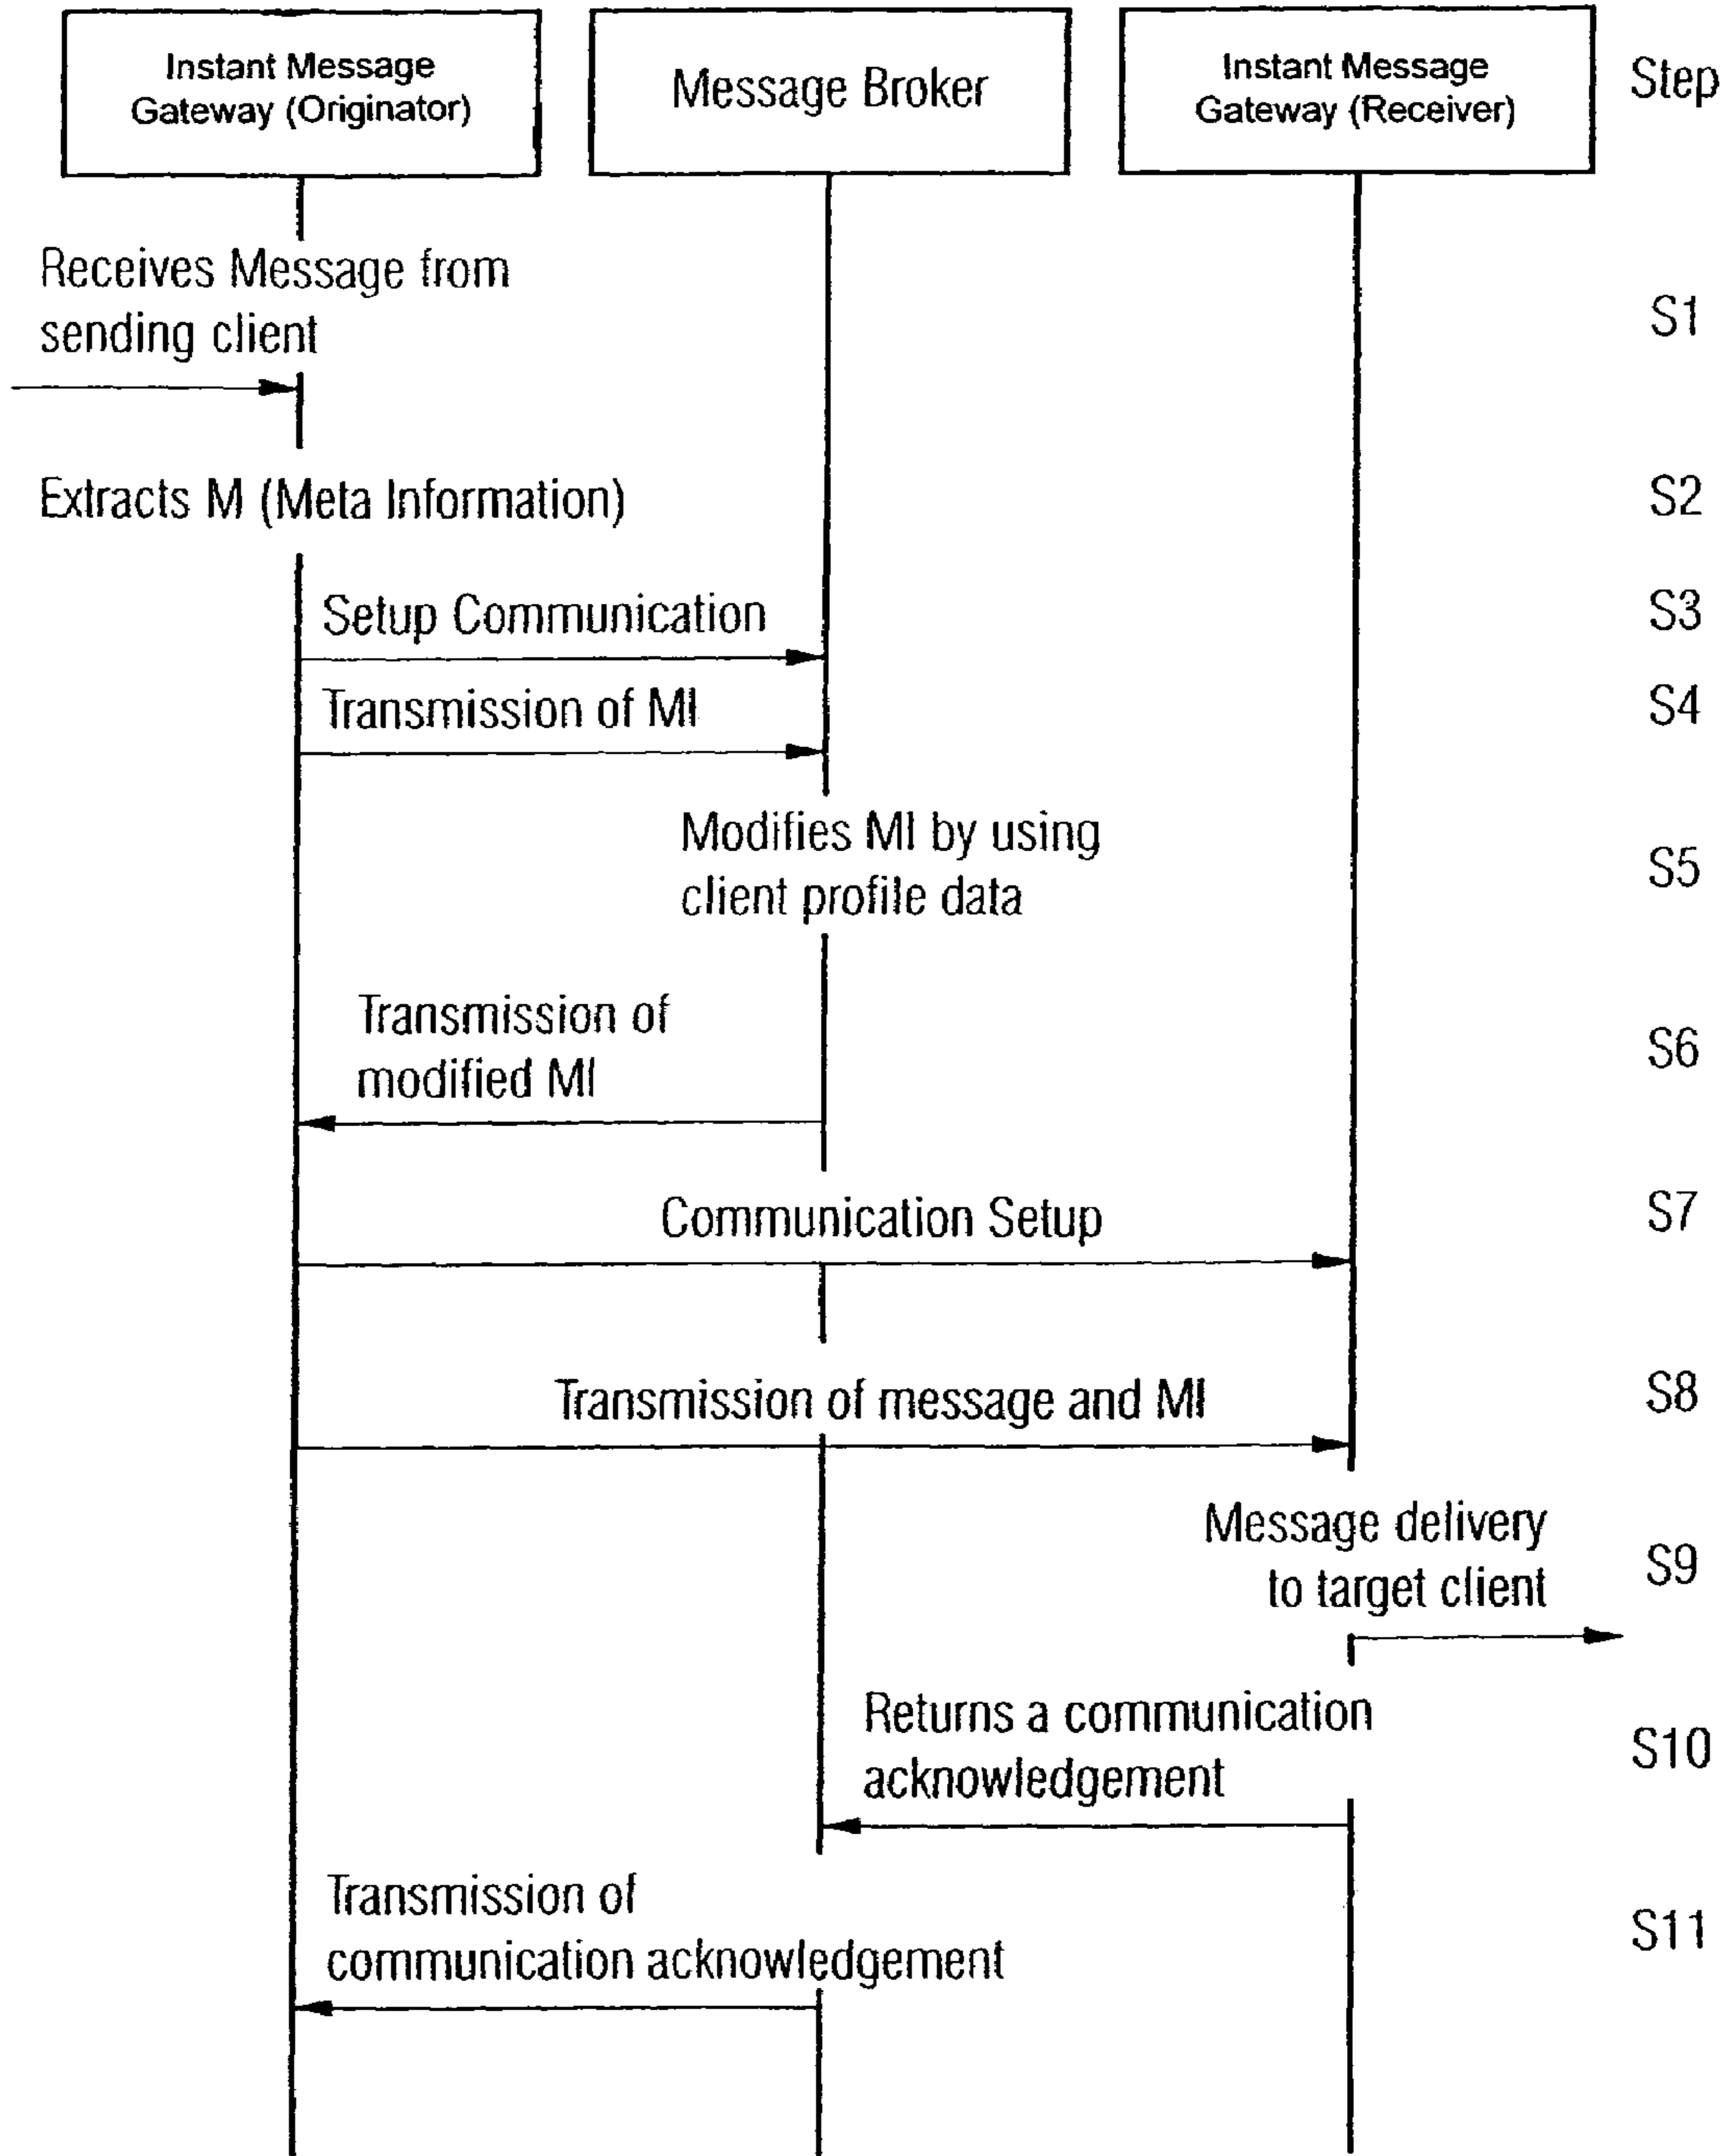 Instant Message
Gateway (Originator)
Message Broker
Instant Message
Gateway (Receiver)
Step
Receives Message from
sending client
S1
Extracts M (Meta Information)
S2
Setup Communication
S3
Transmission of MI
S4
Modifies MI by using
client profile data
S5
Transmission of
modified MI
S6
Communication Setup
S7
Transmission of message and MI
S8
Message delivery
to target client
S9
Returns a communication
acknowledgement
S10
Transmission of
communication acknowledgement
S11